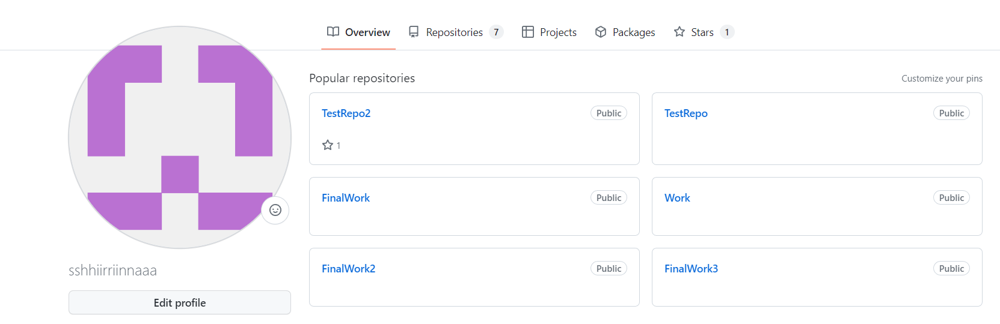 Overview Repositories 7 Projects Packages Stars 1
Popular repositories Customize your pins
TestRepo2 Public
1
TestRepo Public
FinalWork Public
Work Public
FinalWork2 Public
FinalWork3 Public
sshhiirriinnaaa
Edit profile